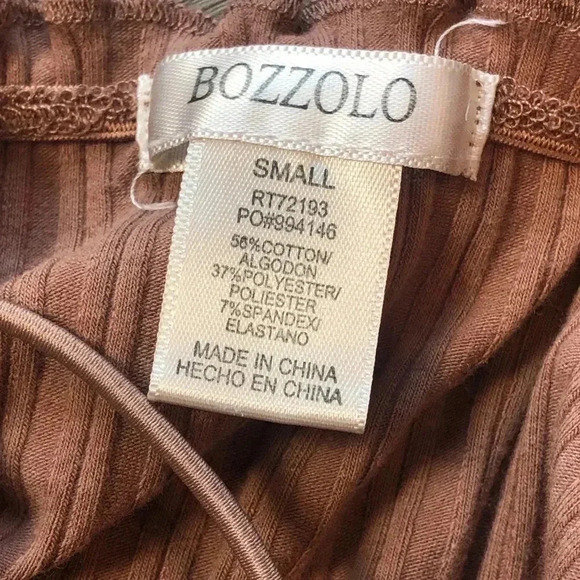 BOZZOLO
SMALL
RT72193
PO#994146
56%COTTON/
ALGODON
37%POLYESTER/
POLIESTER
7%SPANDEX/
ELASTANO
MADE IN CHINA
HECHO EN CHINA